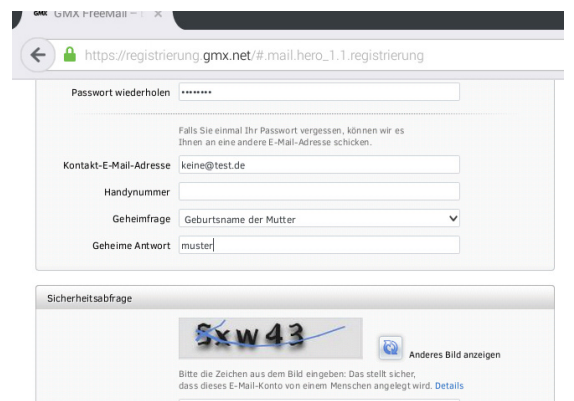 GMX FreeMail –
https://registrierung.gmx.net/#.mail.hero_1.1.registrierung
Passwort wiederholen ••••••••
Falls Sie einmal Ihr Passwort vergessen, können wir es
Ihnen an eine andere E-Mail-Adresse schicken.
Kontakt-E-Mail-Adresse keine@test.de
Handynummer
Geheimfrage Geburtsname der Mutter
Geheime Antwort muster
Sicherheitsabfrage
Sxw43
Anderes Bild anzeigen
Bitte die Zeichen aus dem Bild eingeben: Das stellt sicher,
dass dieses E-Mail-Konto von einem Menschen angelegt wird. Details